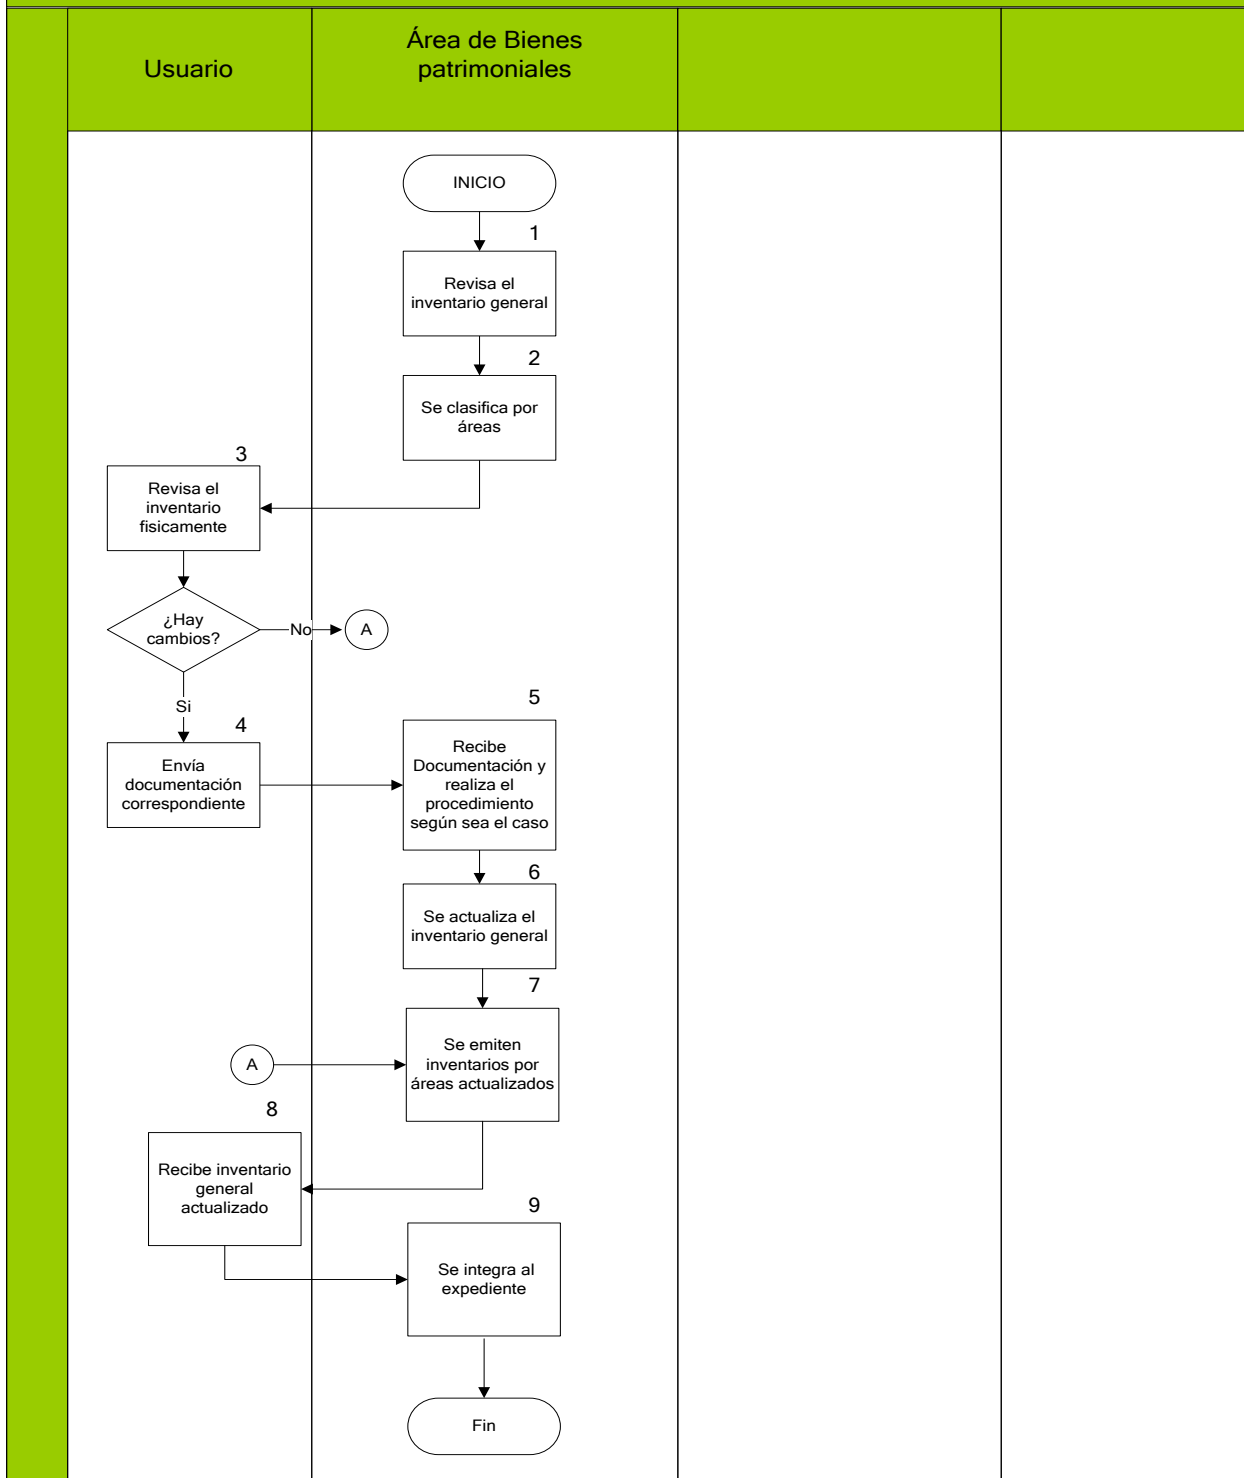 Usuario
Área de Bienes
patrimoniales
INICIO
1
Revisa el
inventario general
2
Se clasifica por
áreas
3
Revisa el
inventario
fisicamente
¿Hay
cambios?
No
A
Si
4
Envía
documentación
correspondiente
5
Recibe
Documentación y
realiza el
procedimiento
según sea el caso
6
Se actualiza el
inventario general
7
Se emiten
inventarios por
áreas actualizados
A
8
Recibe inventario
general
actualizado
9
Se integra al
expediente
Fin